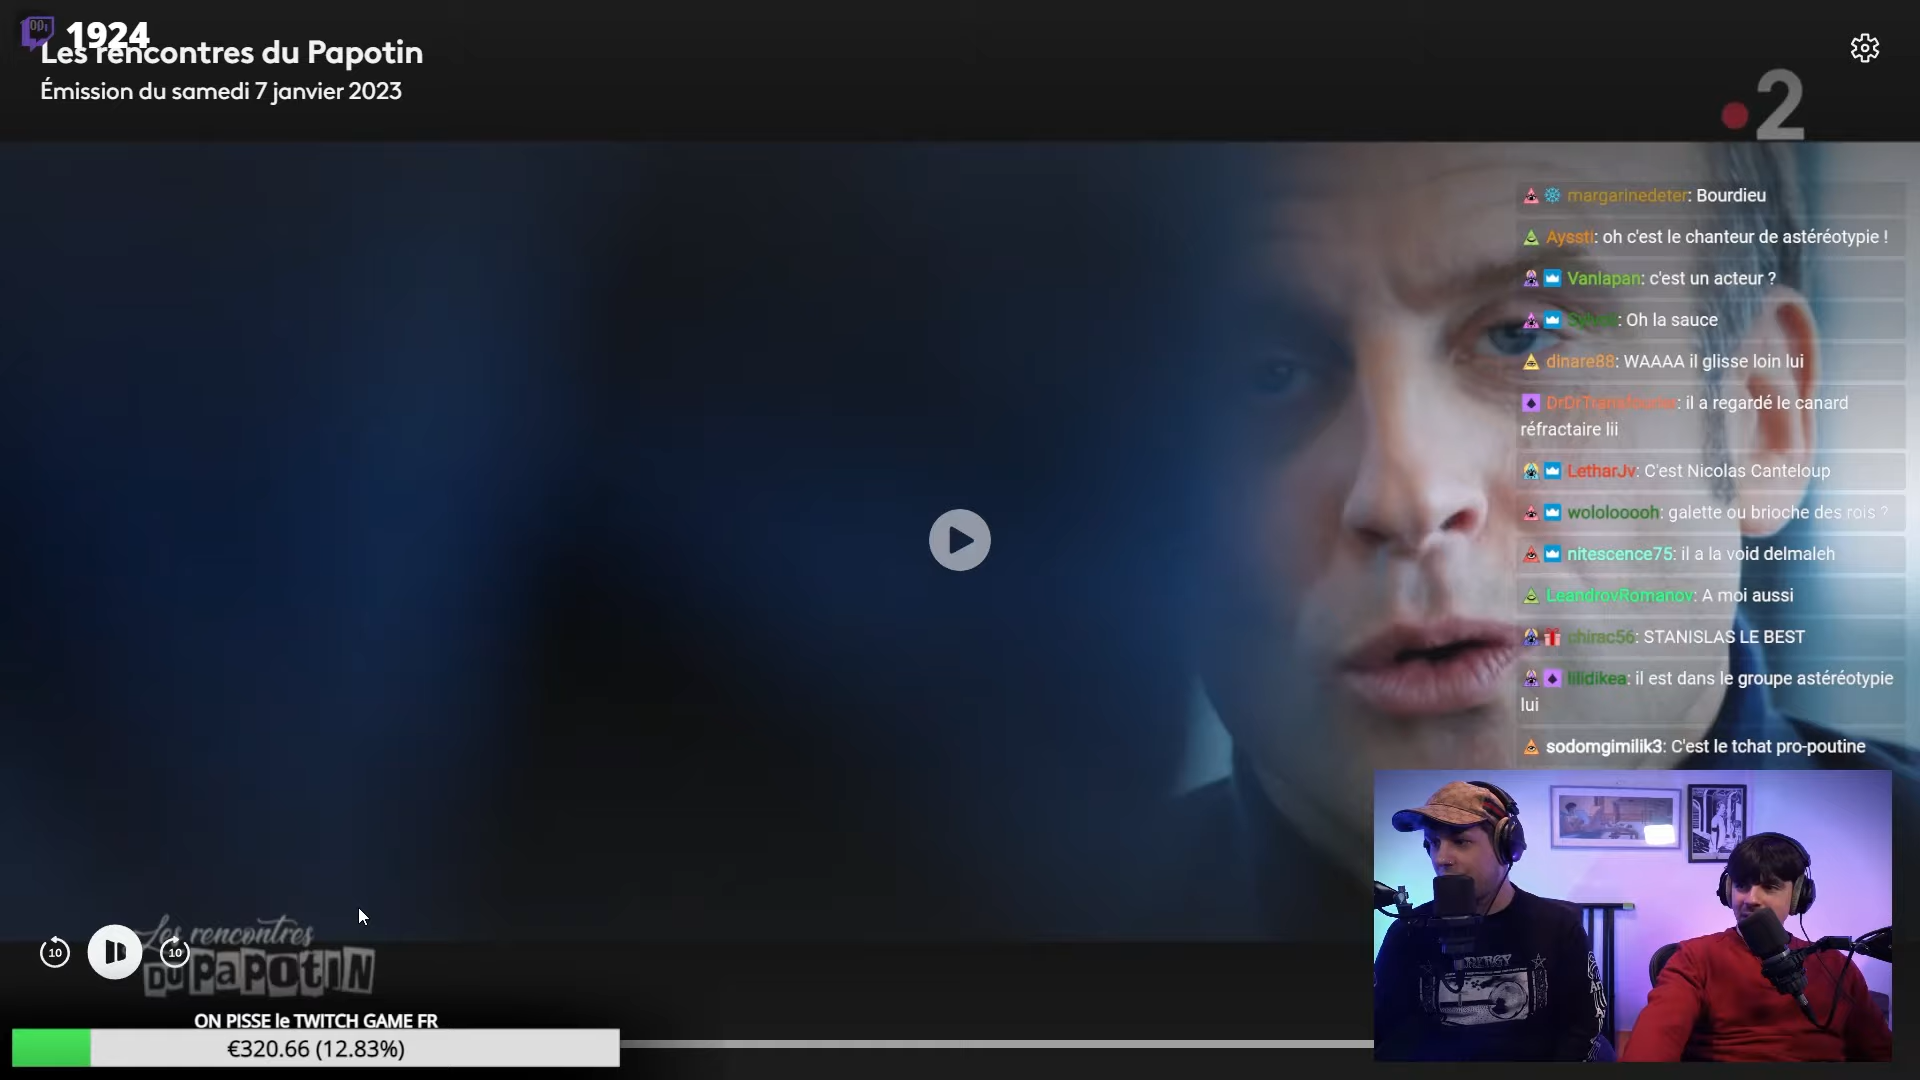 1924
Les rencontres du Papotin
Émission du samedi 7 janvier 2023
2
margarinedeter: Bourdieu
Ayssti: oh c'est le chanteur de astéréotypie !
Vanlapan: c'est un acteur ?
: Oh la sauce
dinare88: WAAAA il glisse loin lui
: il a regardé le canard
réfractaire lii
LetharJv: C'est Nicolas Canteloup
wololooooh: galette ou brioche des rois ?
nitescence75: il a la void delmaleh
LeandrovRomanov: A moi aussi
chirac56: STANISLAS LE BEST
lilidikea: il est dans le groupe astéréotypie
lui
sodomgimilik3: C'est le tchat pro-poutine
10
10
Les rencontres
DU PAPOTIN
ON PISSE le TWITCH GAME FR
€320.66 (12.83%)